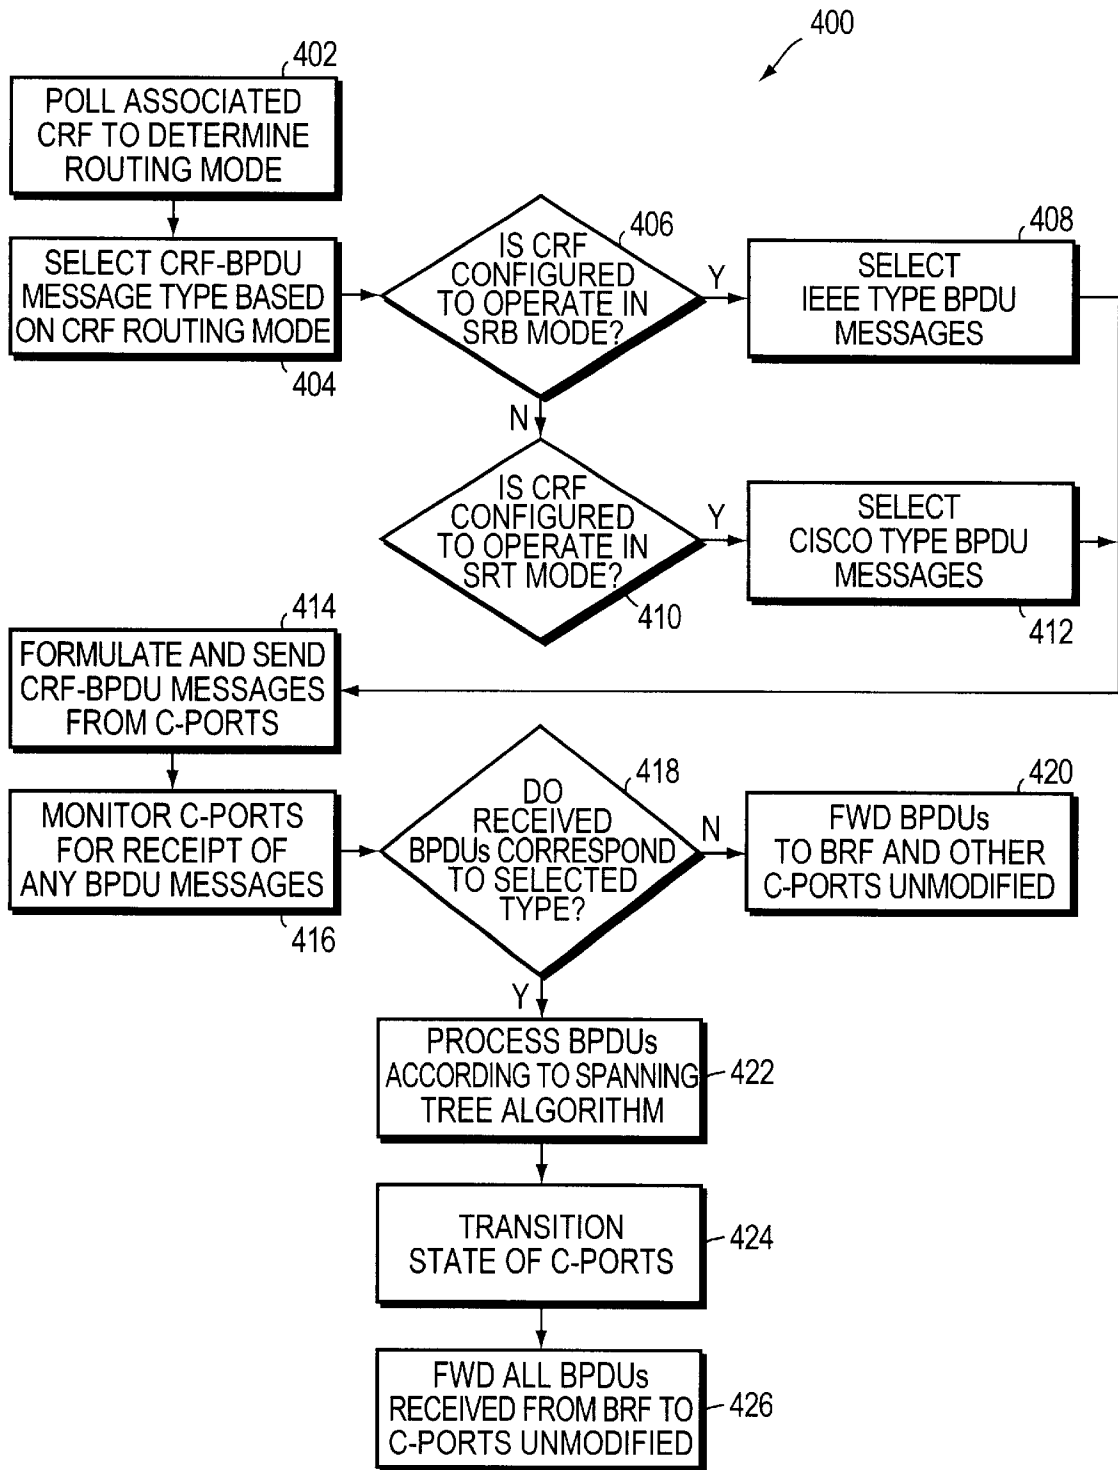 400
402
POLL ASSOCIATED
CRF TO DETERMINE
ROUTING MODE
SELECT CRF-BPDU
MESSAGE TYPE BASED
ON CRF ROUTING MODE
404
IS CRF
CONFIGURED
TO OPERATE IN
SRB MODE?
406
Y
408
SELECT
IEEE TYPE BPDU
MESSAGES
N
IS CRF
CONFIGURED
TO OPERATE IN
SRT MODE?
410
Y
SELECT
CISCO TYPE BPDU
MESSAGES
412
414
FORMULATE AND SEND
CRF-BPDU MESSAGES
FROM C-PORTS
MONITOR C-PORTS
FOR RECEIPT OF
ANY BPDU MESSAGES
416
DO
RECEIVED
BPDUs CORRESPOND
TO SELECTED
TYPE?
418
N
420
FWD BPDUs
TO BRF AND OTHER
C-PORTS UNMODIFIED
Y
PROCESS BPDUs
ACCORDING TO SPANNING
TREE ALGORITHM
422
TRANSITION
STATE OF C-PORTS
424
FWD ALL BPDUs
RECEIVED FROM BRF TO
C-PORTS UNMODIFIED
426